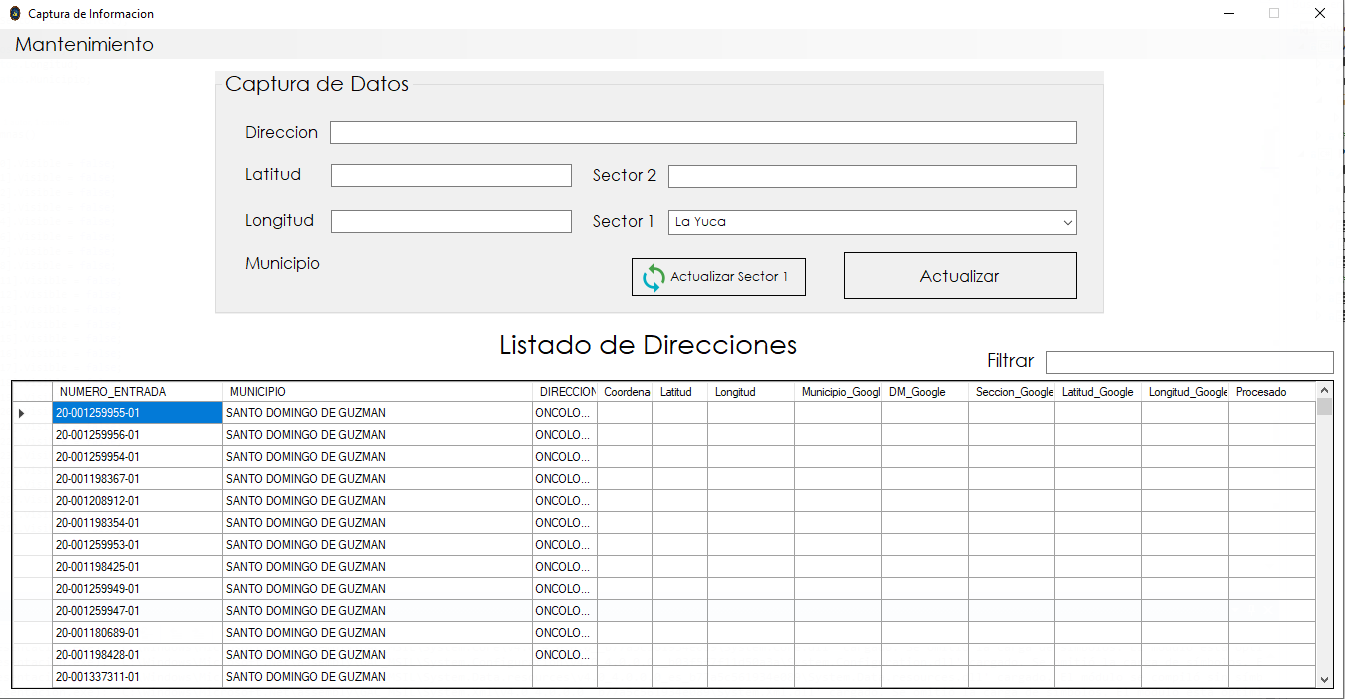 Captura de Informacion
Mantenimiento
Captura de Datos
Direccion
Latitud
Sector 2
Longitud
Sector 1 La Yuca
Municipio
Actualizar Sector 1
Actualizar
Listado de Direcciones
Filtrar
NUMERO_ENTRADA MUNICIPIO DIRECCION Coordena Latitud Longitud Municipio_Googl DM_Google Seccion_Google Latitud_Google Longitud_Google Procesado
20-001259955-01 SANTO DOMINGO DE GUZMAN ONCOLO...
20-001259956-01 SANTO DOMINGO DE GUZMAN ONCOLO...
20-001259954-01 SANTO DOMINGO DE GUZMAN ONCOLO...
20-001198367-01 SANTO DOMINGO DE GUZMAN ONCOLO...
20-001208912-01 SANTO DOMINGO DE GUZMAN ONCOLO...
20-001198354-01 SANTO DOMINGO DE GUZMAN ONCOLO...
20-001259953-01 SANTO DOMINGO DE GUZMAN ONCOLO...
20-001198425-01 SANTO DOMINGO DE GUZMAN ONCOLO...
20-001259949-01 SANTO DOMINGO DE GUZMAN ONCOLO...
20-001259947-01 SANTO DOMINGO DE GUZMAN ONCOLO...
20-001180689-01 SANTO DOMINGO DE GUZMAN ONCOLO...
20-001198428-01 SANTO DOMINGO DE GUZMAN ONCOLO...
20-001337311-01 SANTO DOMINGO DE GUZMAN